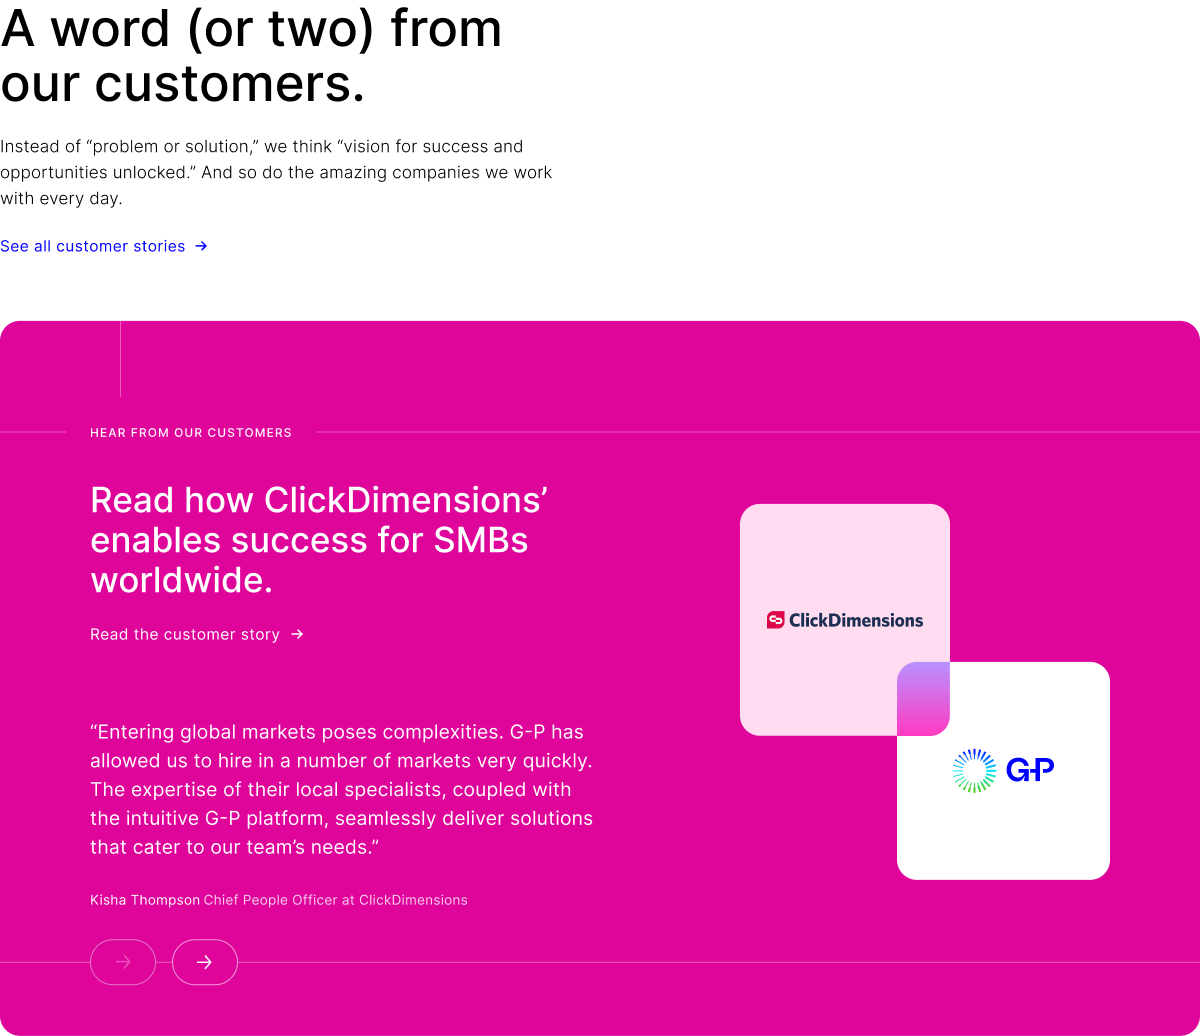 A word (or two) from
our customers.
Instead of “problem or solution,” we think “vision for success and
opportunities unlocked.” And so do the amazing companies we work
with every day.
See all customer stories →
HEAR FROM OUR CUSTOMERS
Read how ClickDimensions’
enables success for SMBs
worldwide.
Read the customer story →
ClickDimensions
G-P
“Entering global markets poses complexities. G-P has
allowed us to hire in a number of markets very quickly.
The expertise of their local specialists, coupled with
the intuitive G-P platform, seamlessly deliver solutions
that cater to our team’s needs.”
Kisha Thompson Chief People Officer at ClickDimensions